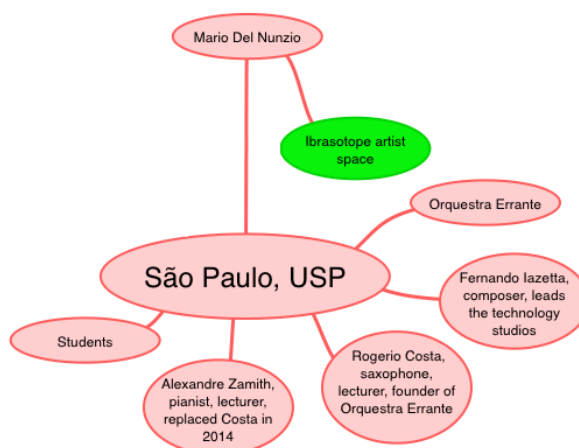 Mario Del Nunzio
Ibrasotope artist
space
Orquestra Errante
São Paulo, USP
Fernando Iazetta,
composer, leads
the technology
studios
Students
Rogerio Costa,
saxophone,
lecturer, founder of
Orquestra Errante
Alexandre Zamith,
pianist, lecturer,
replaced Costa in
2014